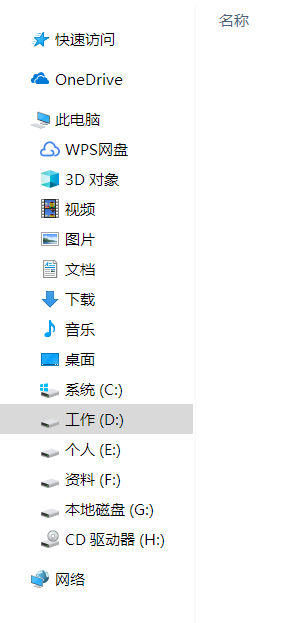 名称
快速访问
OneDrive
此电脑
WPS网盘
3D 对象
视频
图片
文档
下载
音乐
桌面
系统 (C:)
工作 (D:)
个人 (E:)
资料 (F:)
本地磁盘 (G:)
CD 驱动器 (H:)
网络